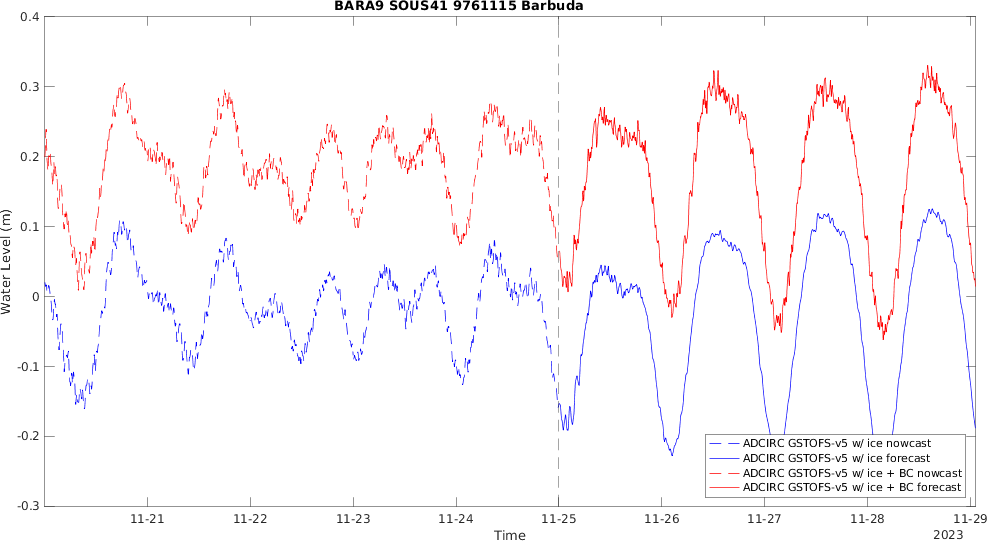 BARA9 SOUS41 9761115 Barbuda
0.4
0.3
0.2
0.1
0
-0.1
-0.2
-0.3
Water Level (m)
11-21
11-22
11-23
11-24
11-25
11-26
11-27
11-28
11-29
Time
2023
ADCIRC GSTOFS-v5 w/ ice nowcast
ADCIRC GSTOFS-v5 w/ ice forecast
ADCIRC GSTOFS-v5 w/ ice + BC nowcast
ADCIRC GSTOFS-v5 w/ ice + BC forecast